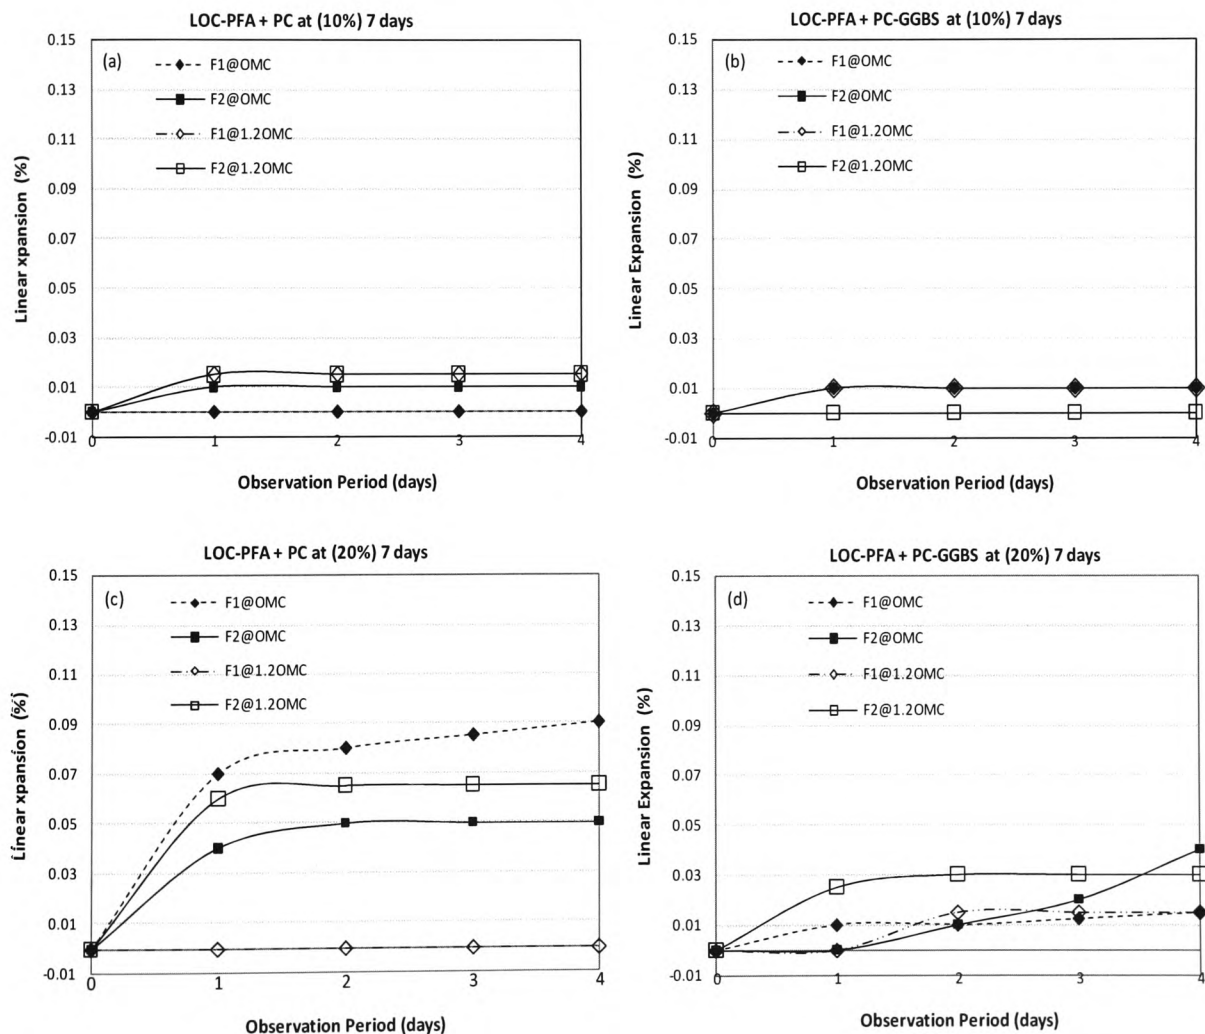 LOC-PFA + PC at (10%) 7 days
0.15
0.13
0.11
0.09
0.07
0.05
0.03
0.01
-0.01
Linear xpansion (%)
(a)
F1@OMC
F2@OMC
F1@1.2OMC
F2@1.2OMC
0 1 2 3 4
Observation Period (days)
LOC-PFA + PC-GGBS at (10%) 7 days
0.15
0.13
0.11
0.09
0.07
0.05
0.03
0.01
-0.01
Linear Expansion (%)
(b)
F1@OMC
F2@OMC
F1@1.2OMC
F2@1.2OMC
0 1 2 3 4
Observation Period (days)
LOC-PFA + PC at (20%) 7 days
0.15
0.13
0.11
0.09
0.07
0.05
0.03
0.01
-0.01
Linear xpansion (%)
(c)
F1@OMC
F2@OMC
F1@1.2OMC
F2@1.2OMC
0 1 2 3 4
Observation Period (days)
LOC-PFA + PC-GGBS at (20%) 7 days
0.15
0.13
0.11
0.09
0.07
0.05
0.03
0.01
-0.01
Linear Expansion (%)
(d)
F1@OMC
F2@OMC
F1@1.2OMC
F2@1.2OMC
0 1 2 3 4
Observation Period (days)